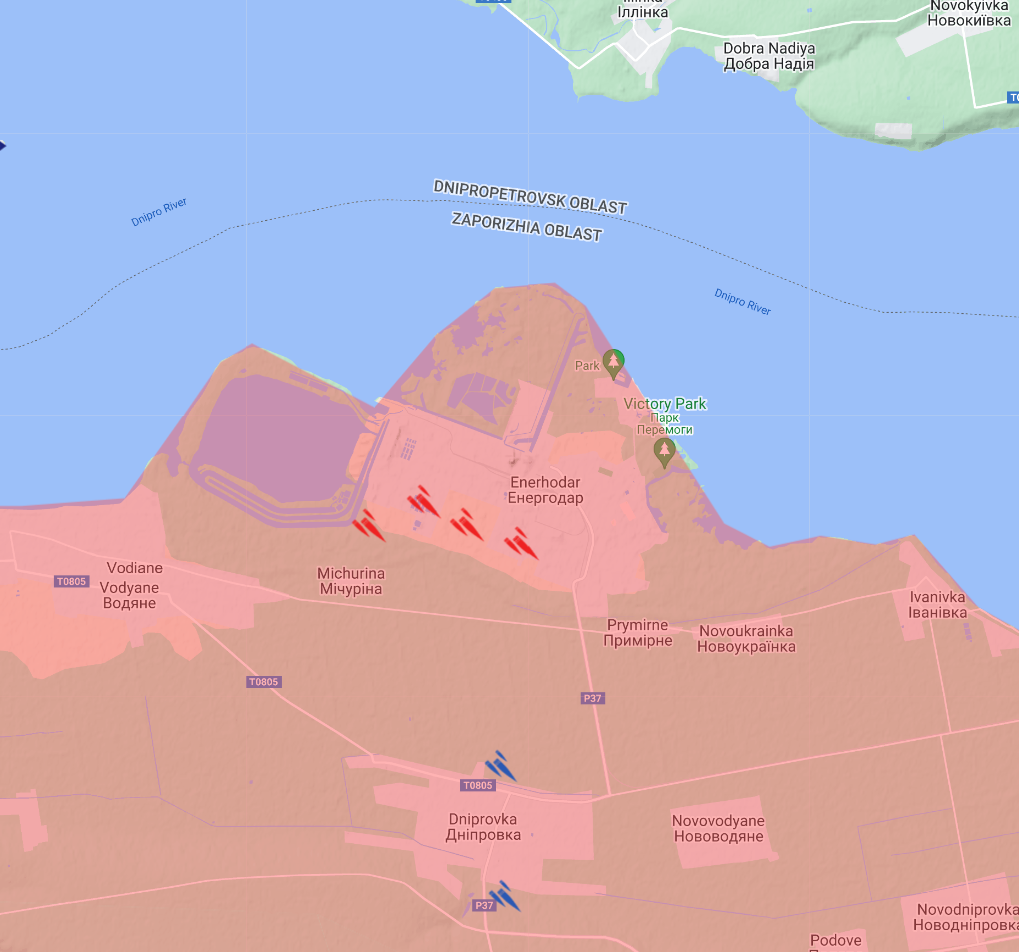 Іллінка
Novokyivka
Новокиївка
Dobra Nadiya
Добра Надія
DNIPROPETROVSK OBLAST
ZAPORIZHIA OBLAST
Dnipro River
Dnipro River
Park
Victory Park
Парк
Перемоги
Enerhodar
Енергодар
Vodiane
Vodyane
Водяне
T0805
Michurina
Мічуріна
Ivanivka
Іванівка
Prymirne
Примірне
Novoukrainka
Новоукраїнка
T0805
P37
T0805
Dniprovka
Дніпровка
Novovodyane
Нововодяне
P37
Novodniprovka
Новодніпровка
Podove